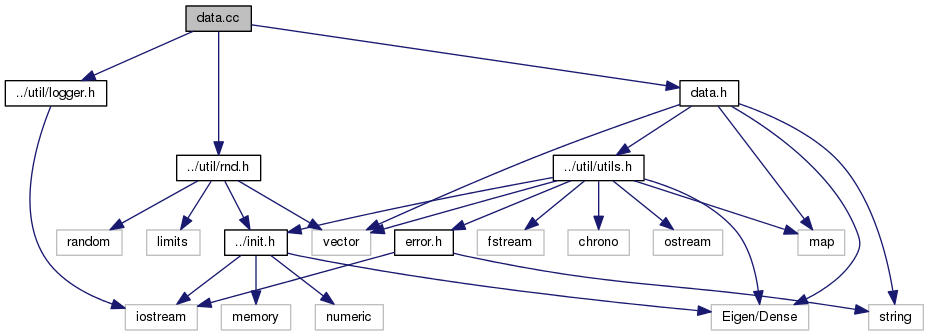 data.cc
../util/logger.h
data.h
../util/rnd.h
../util/utils.h
random
limits
../init.h
vector
error.h
fstream
chrono
ostream
map
iostream
memory
numeric
Eigen/Dense
string